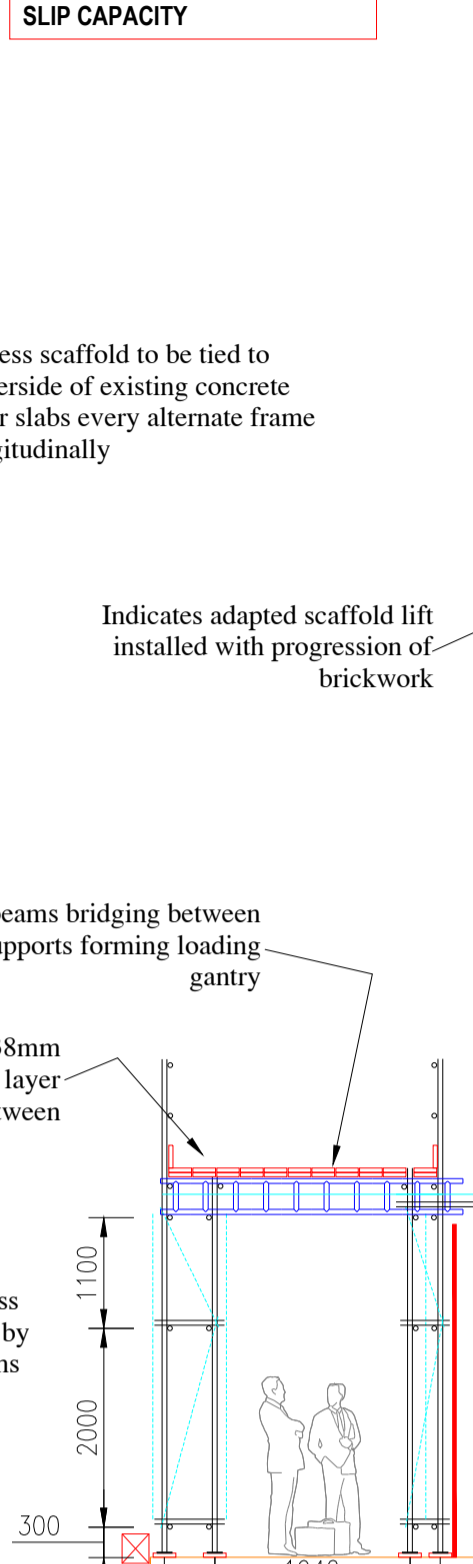 SLIP CAPACITY
ess scaffold to be tied to
erside of existing concrete
r slabs every alternate frame
gitudinally
Indicates adapted scaffold lift
installed with progression of
brickwork
eams bridging between
upports forming loading
gantry
8mm
layer
tween
1100
ss
by
ns
2000
300